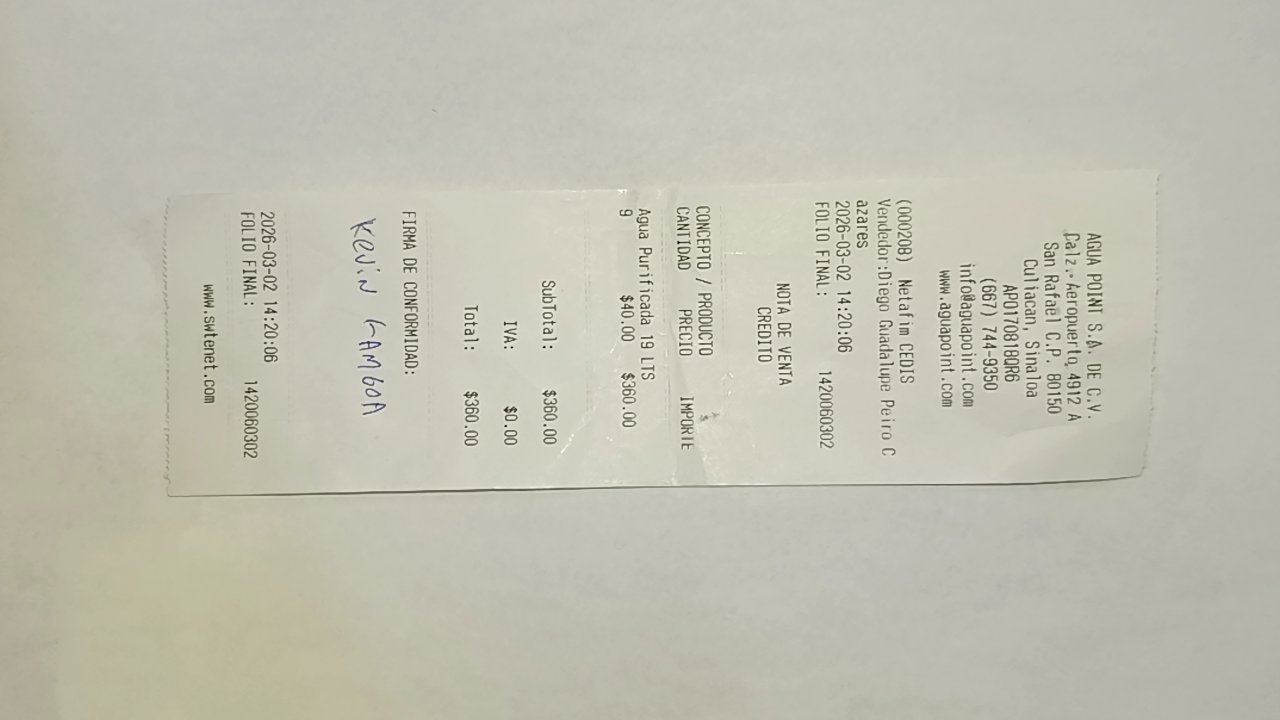 AGUA POINT S.A. DE C.V.
Calz. Aeropuerto, 4912 A
San Rafael C.P. 80150
Culiacan, Sinaloa
APO170818QR6
(667) 744-9350
info@aguapoint.com
www.aguapoint.com
(000208) Netafim CEDIS
Vendedor:Diego Guadalupe Peiro C
azares
2026-03-02 14:20:06
FOLIO FINAL: 1420060302
NOTA DE VENTA
CREDITO
CONCEPTO / PRODUCTO
CANTIDAD PRECIO IMPORTE
Agua Purificada 19 LTS
9 $40.00 $360.00
SubTotal: $360.00
IVA: $0.00
Total: $360.00
FIRMA DE CONFORMIDAD:
Kevin GAMBOA
2026-03-02 14:20:06
FOLIO FINAL: 1420060302
www.swtenet.com